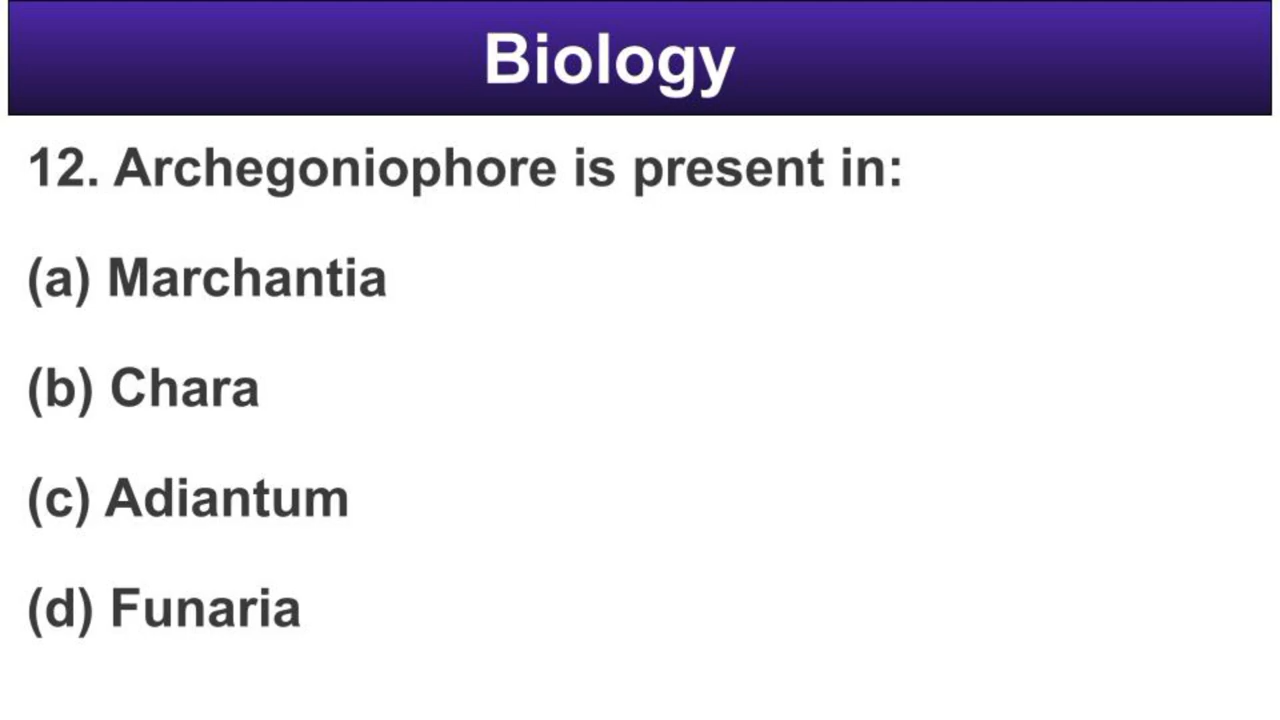 Biology
12. Archegoniophore is present in:
(a) Marchantia
(b) Chara
(c) Adiantum
(d) Funaria